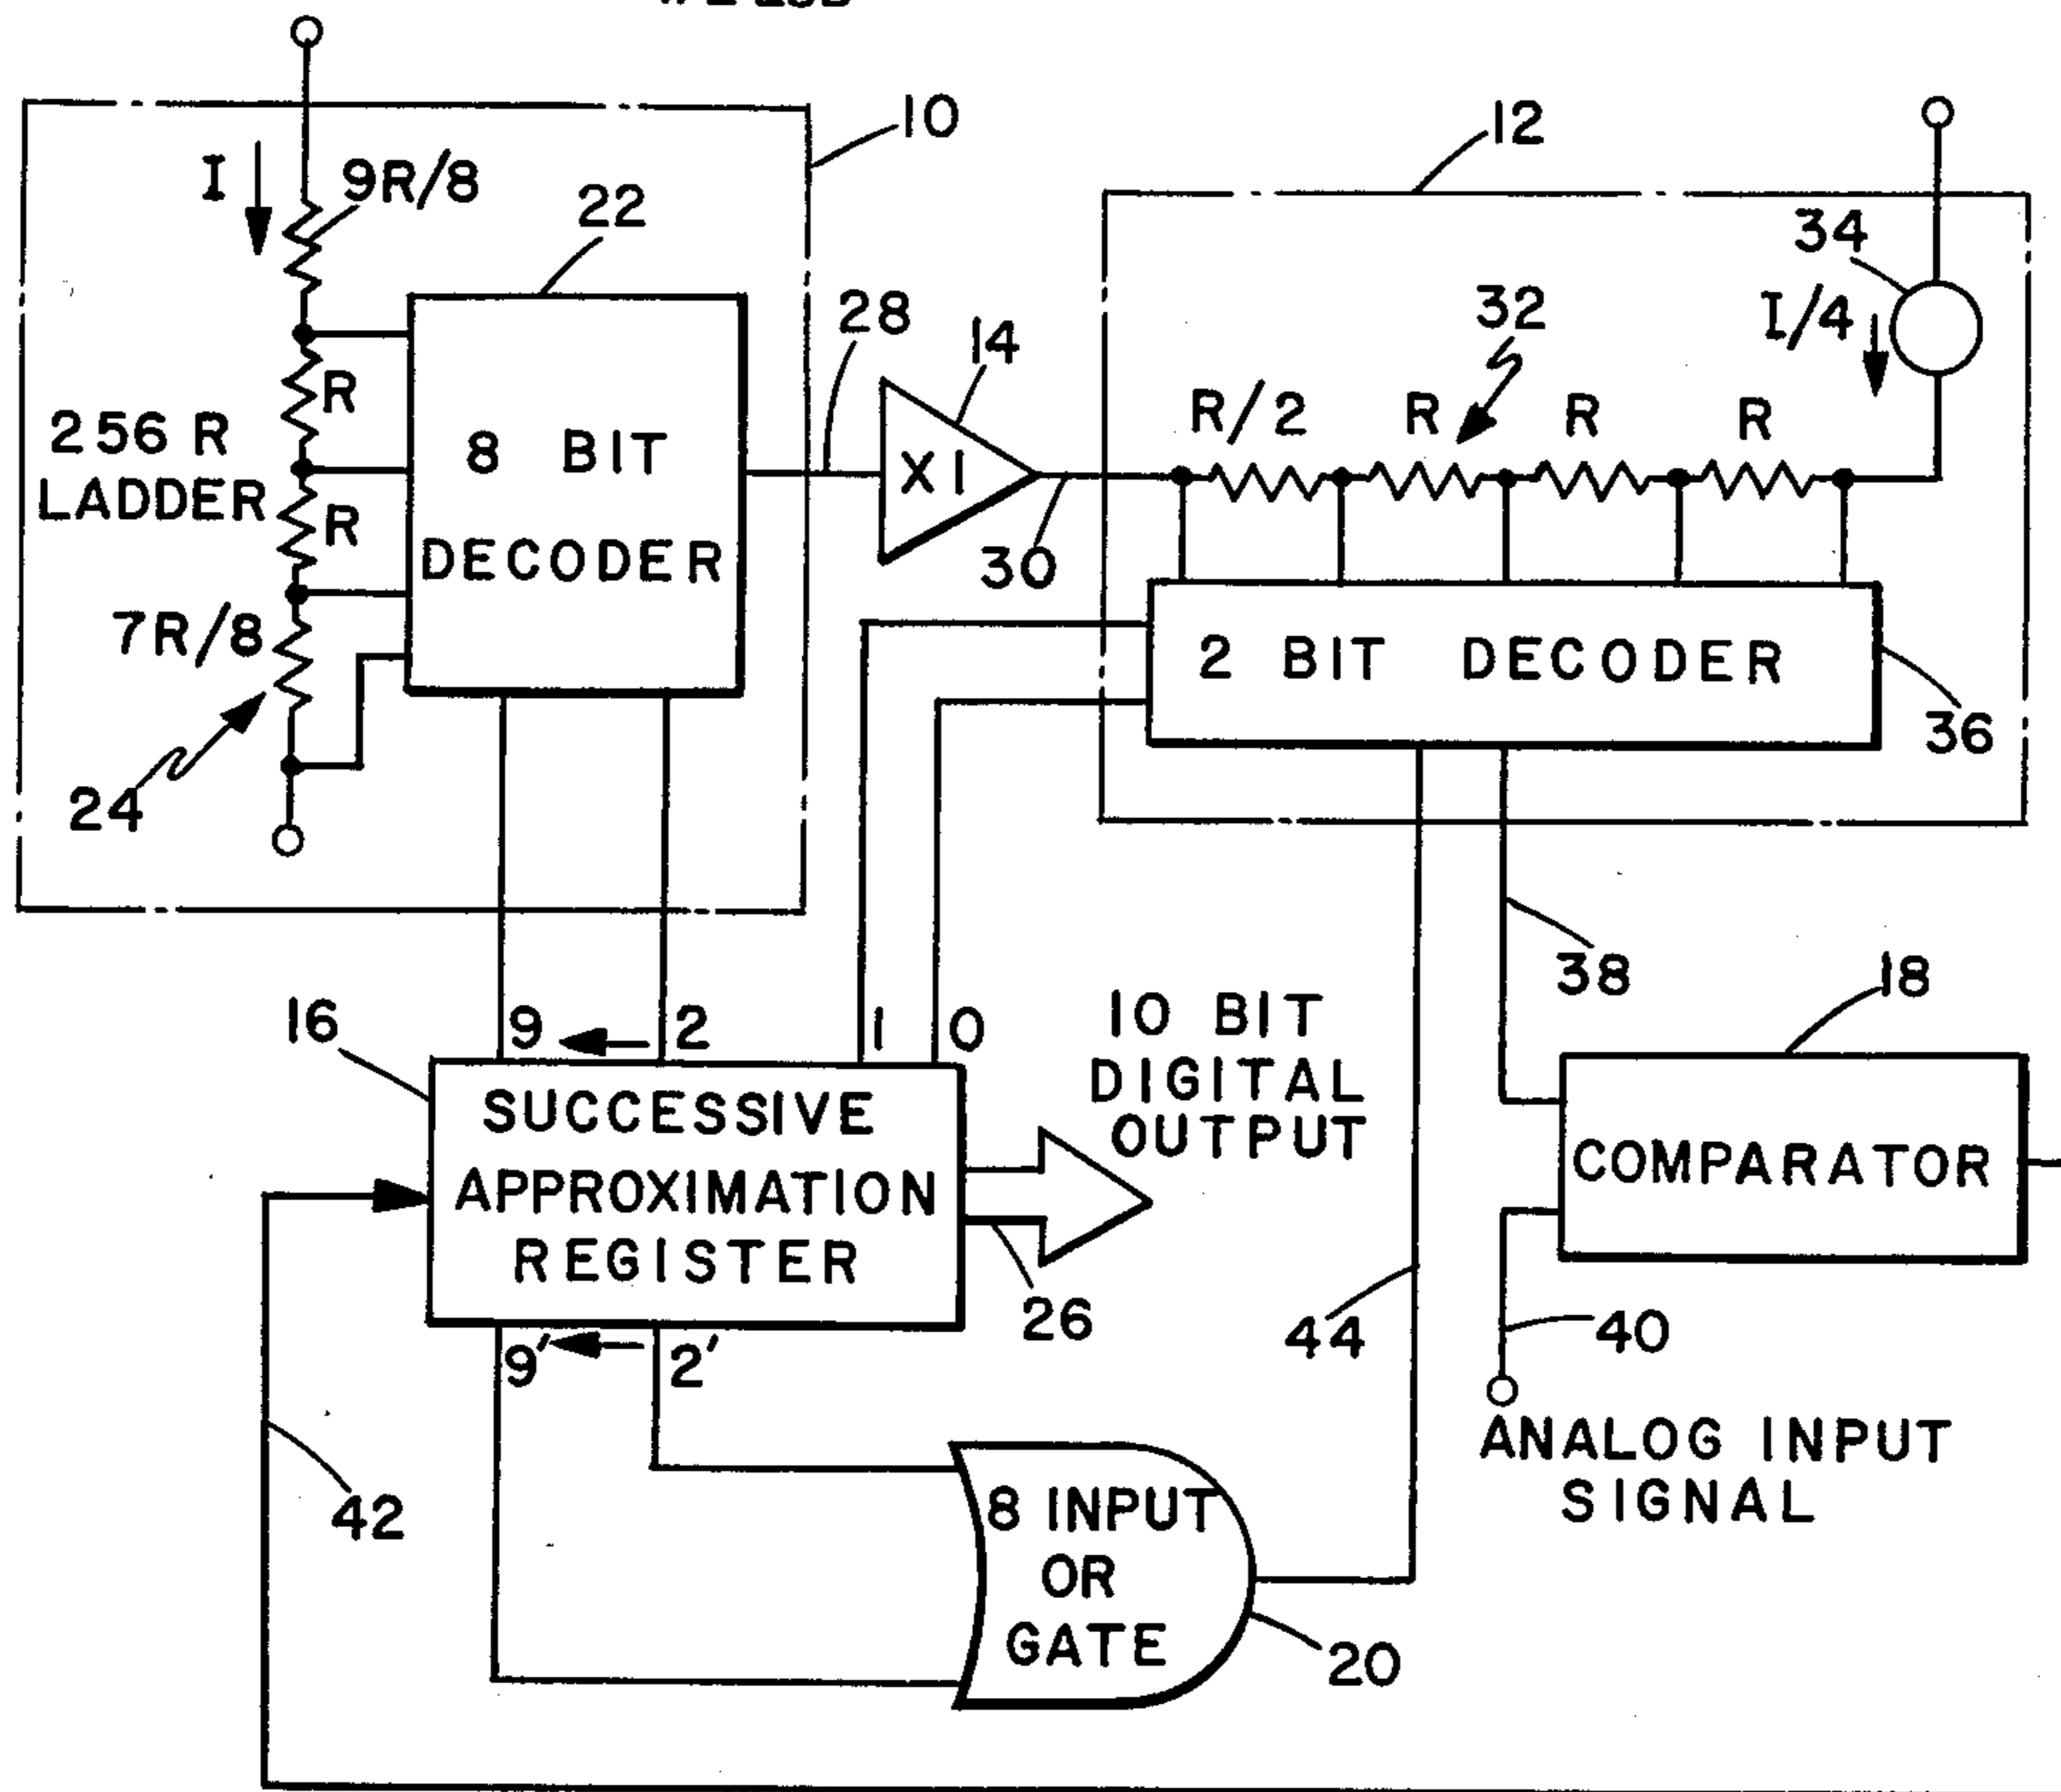 10
12
I
9R/8
22
34
28
14
32
I/4
R
R/2
R
R
R
256 R
LADDER
8 BIT
DECODER
X1
R
30
7R/8
2 BIT DECODER
36
24
38
18
16
9
2
1
0
10 BIT
DIGITAL
OUTPUT
SUCCESSIVE
APPROXIMATION
REGISTER
COMPARATOR
26
44
40
9'
2'
ANALOG INPUT
SIGNAL
42
8 INPUT
OR
GATE
20